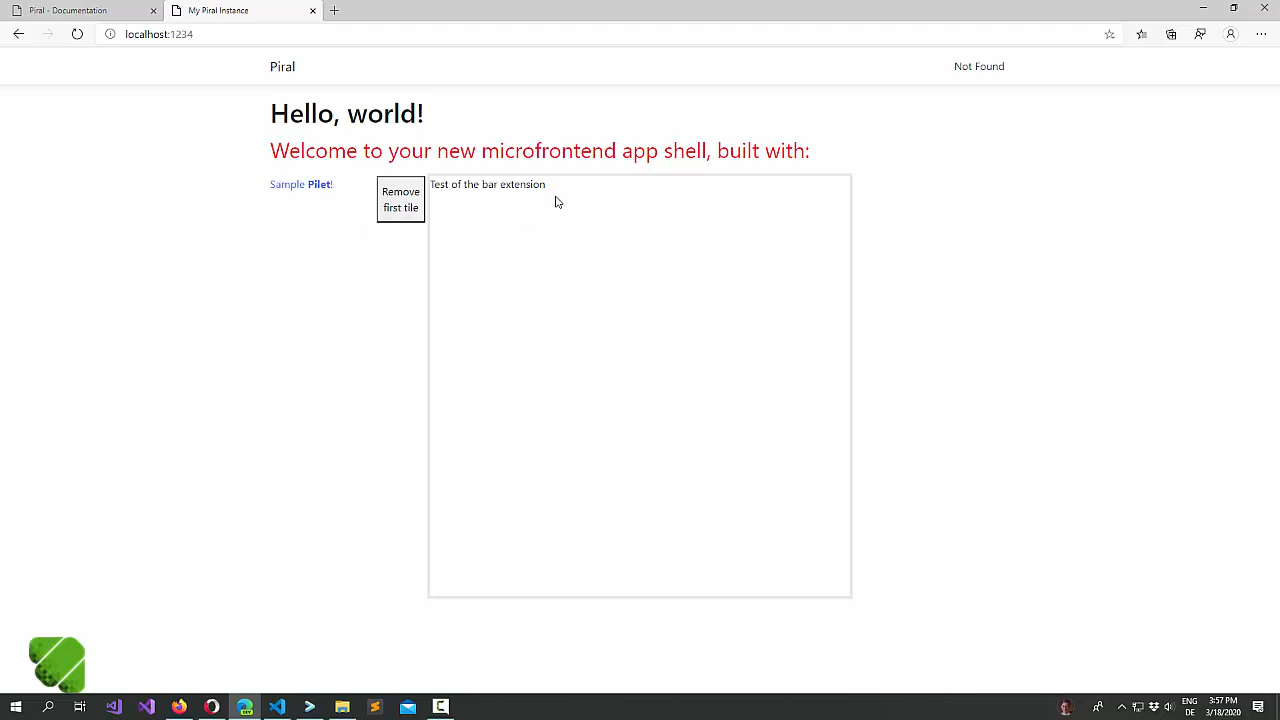 Piral - Documentation
My Piral Instance
localhost:1234
Piral
Not Found
Hello, world!
Welcome to your new microfrontend app shell, built with:
Sample Pilet!
Remove
first tile
Test of the bar extension
ENG
DE
3:57 PM
3/18/2020